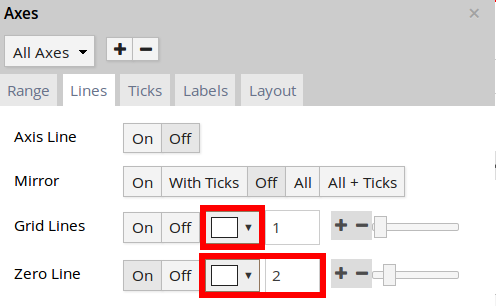 Axes ×
All Axes + −
Range Lines Ticks Labels Layout
Axis Line On Off
Mirror On With Ticks Off All All + Ticks
Grid Lines On Off 1 + −
Zero Line On Off 2 + −